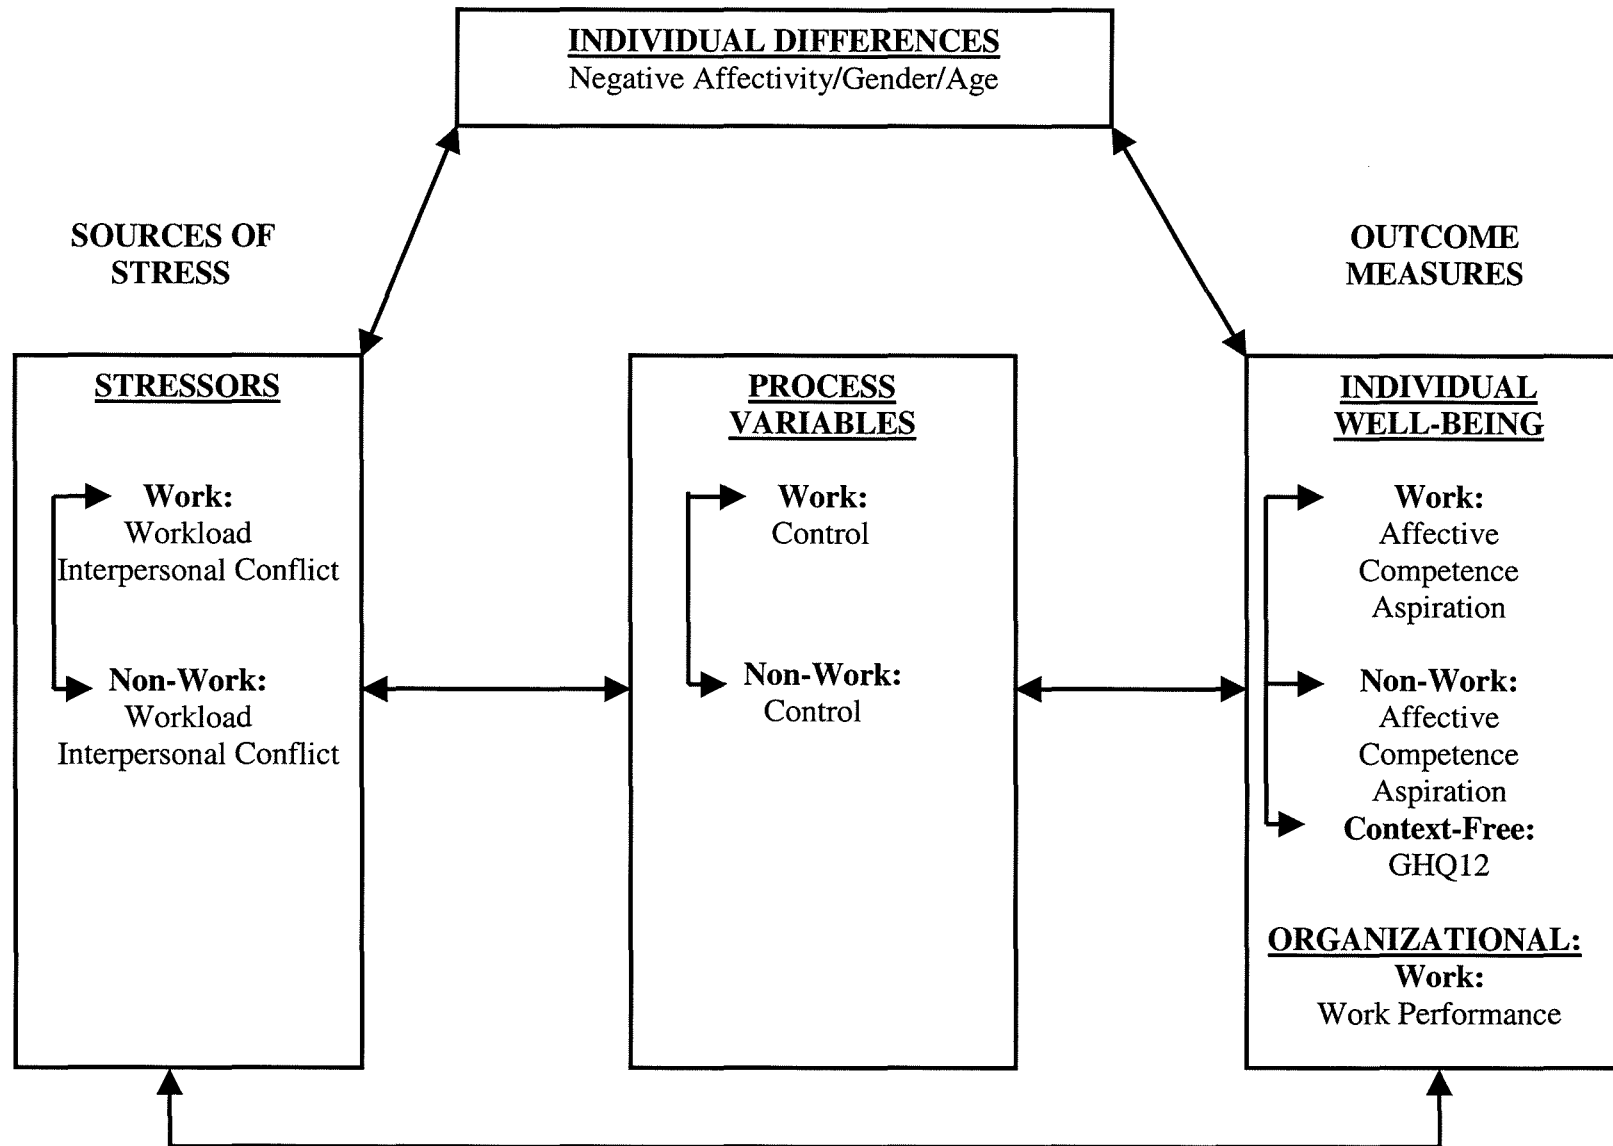 INDIVIDUAL DIFFERENCES
Negative Affectivity/Gender/Age
SOURCES OF
STRESS
OUTCOME
MEASURES
STRESSORS
Work:
Workload
Interpersonal Conflict
Non-Work:
Workload
Interpersonal Conflict
PROCESS
VARIABLES
Work:
Control
Non-Work:
Control
INDIVIDUAL
WELL-BEING
Work:
Affective
Competence
Aspiration
Non-Work:
Affective
Competence
Aspiration
Context-Free:
GHQ12
ORGANIZATIONAL:
Work:
Work Performance